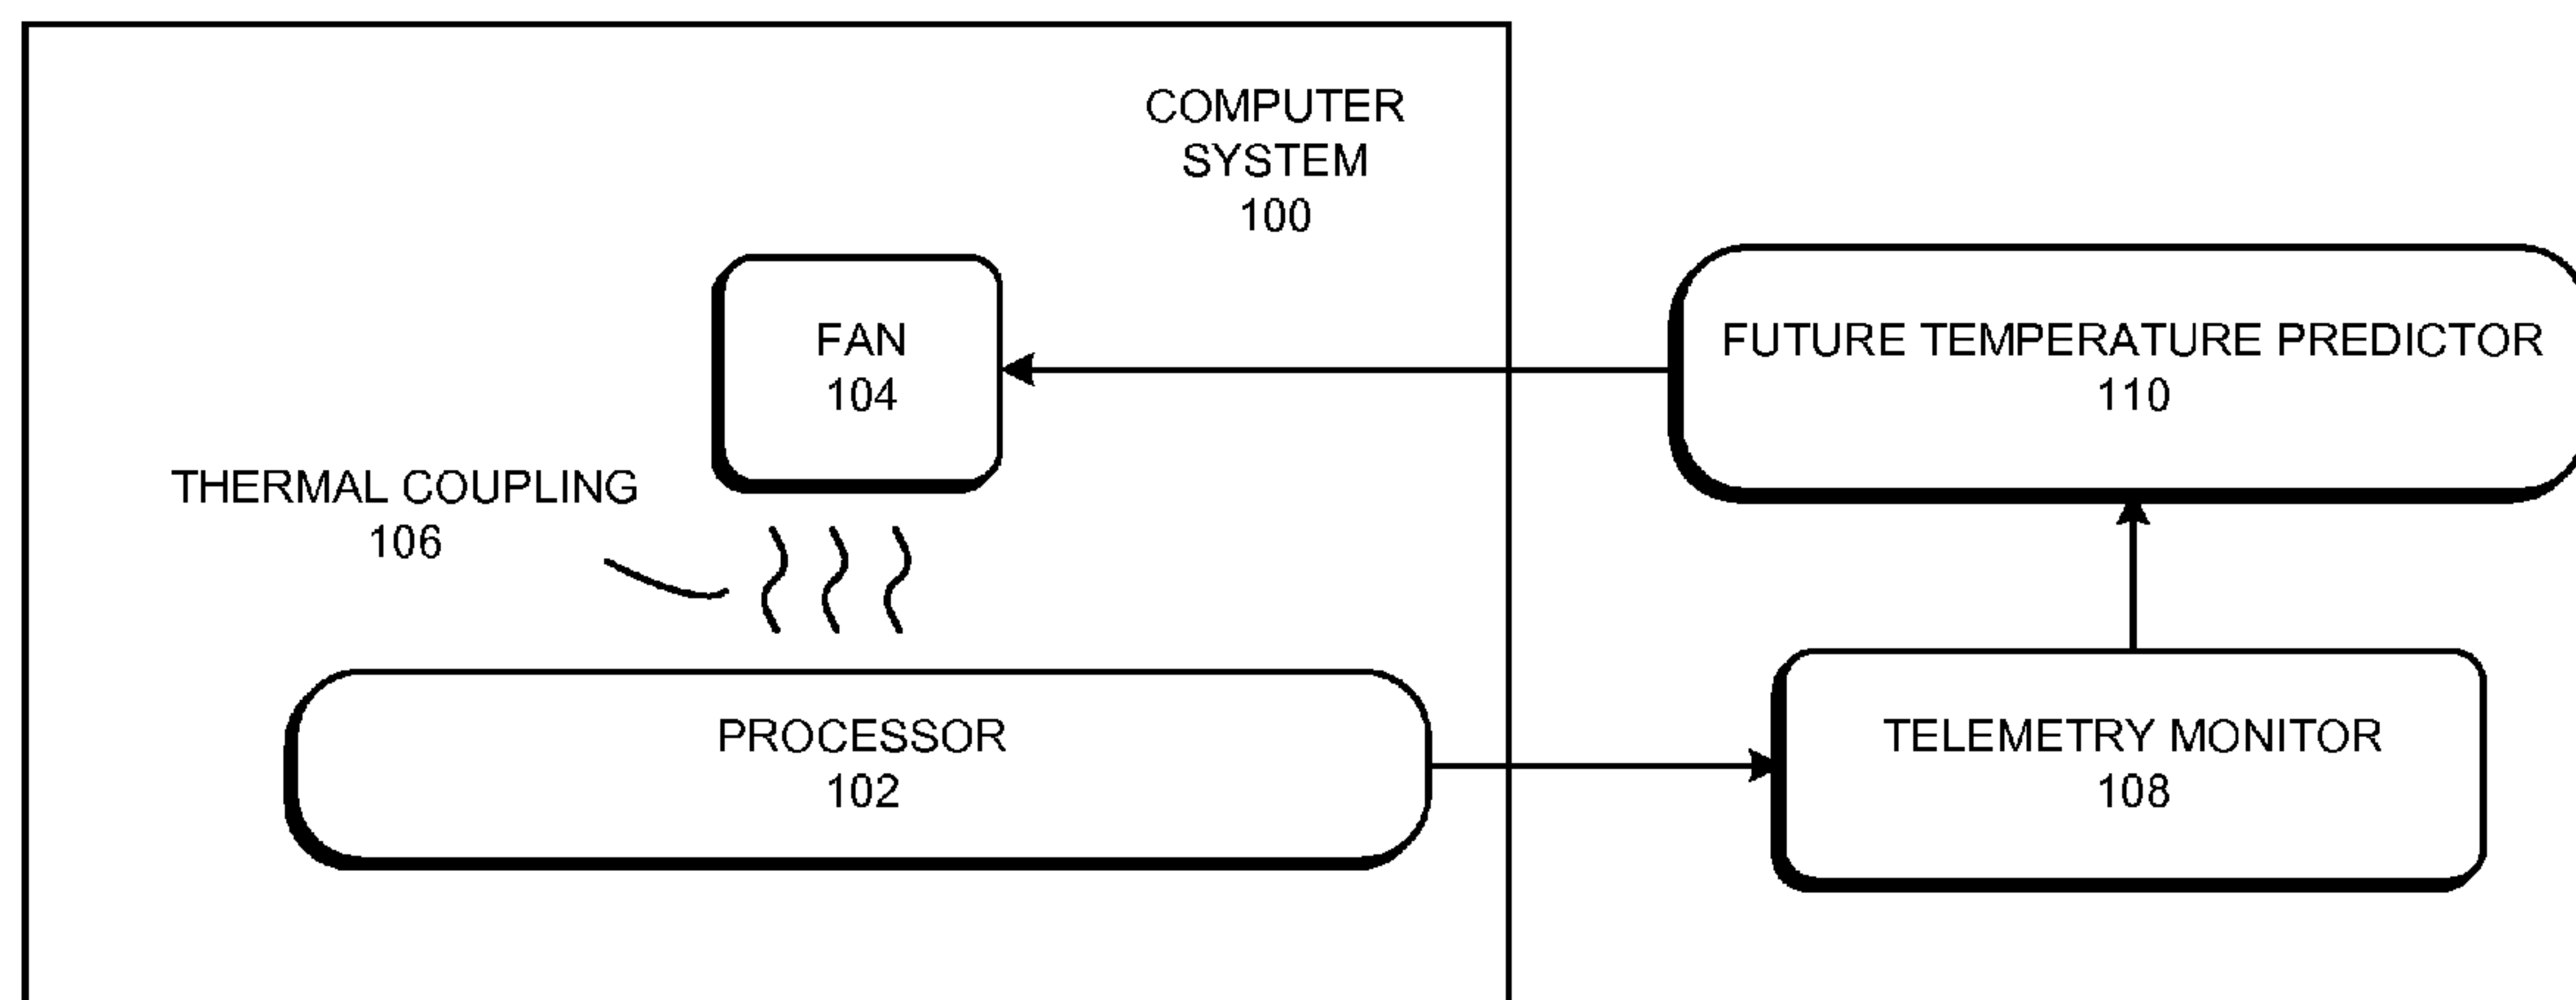 COMPUTER
SYSTEM
100
FAN
104
FUTURE TEMPERATURE PREDICTOR
110
THERMAL COUPLING
106
PROCESSOR
102
TELEMETRY MONITOR
108